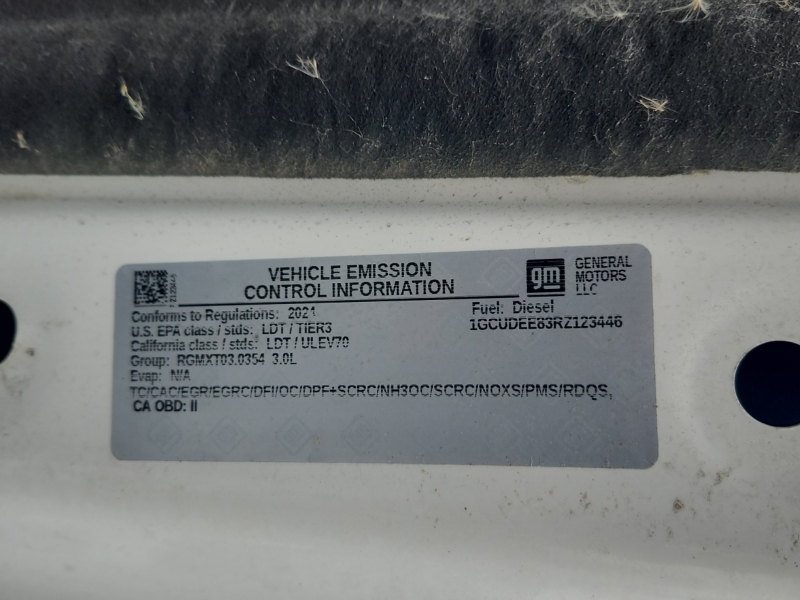 VEHICLE EMISSION
CONTROL INFORMATION
gm
GENERAL
MOTORS
LLC
Conforms to Regulations: 2024
Fuel: Diesel
U.S. EPA class / stds: LDT / TIER3
1GCUDEE83RZ123446
California class / stds: LDT / ULEV70
Group: RGMXT03.0354 3.0L
Evap: N/A
TC/CAC/EGR/EGRC/DFI/OC/DPF+SCRC/NH3OC/SCRC/NOXS/PMS/RDQS,
CA OBD: II